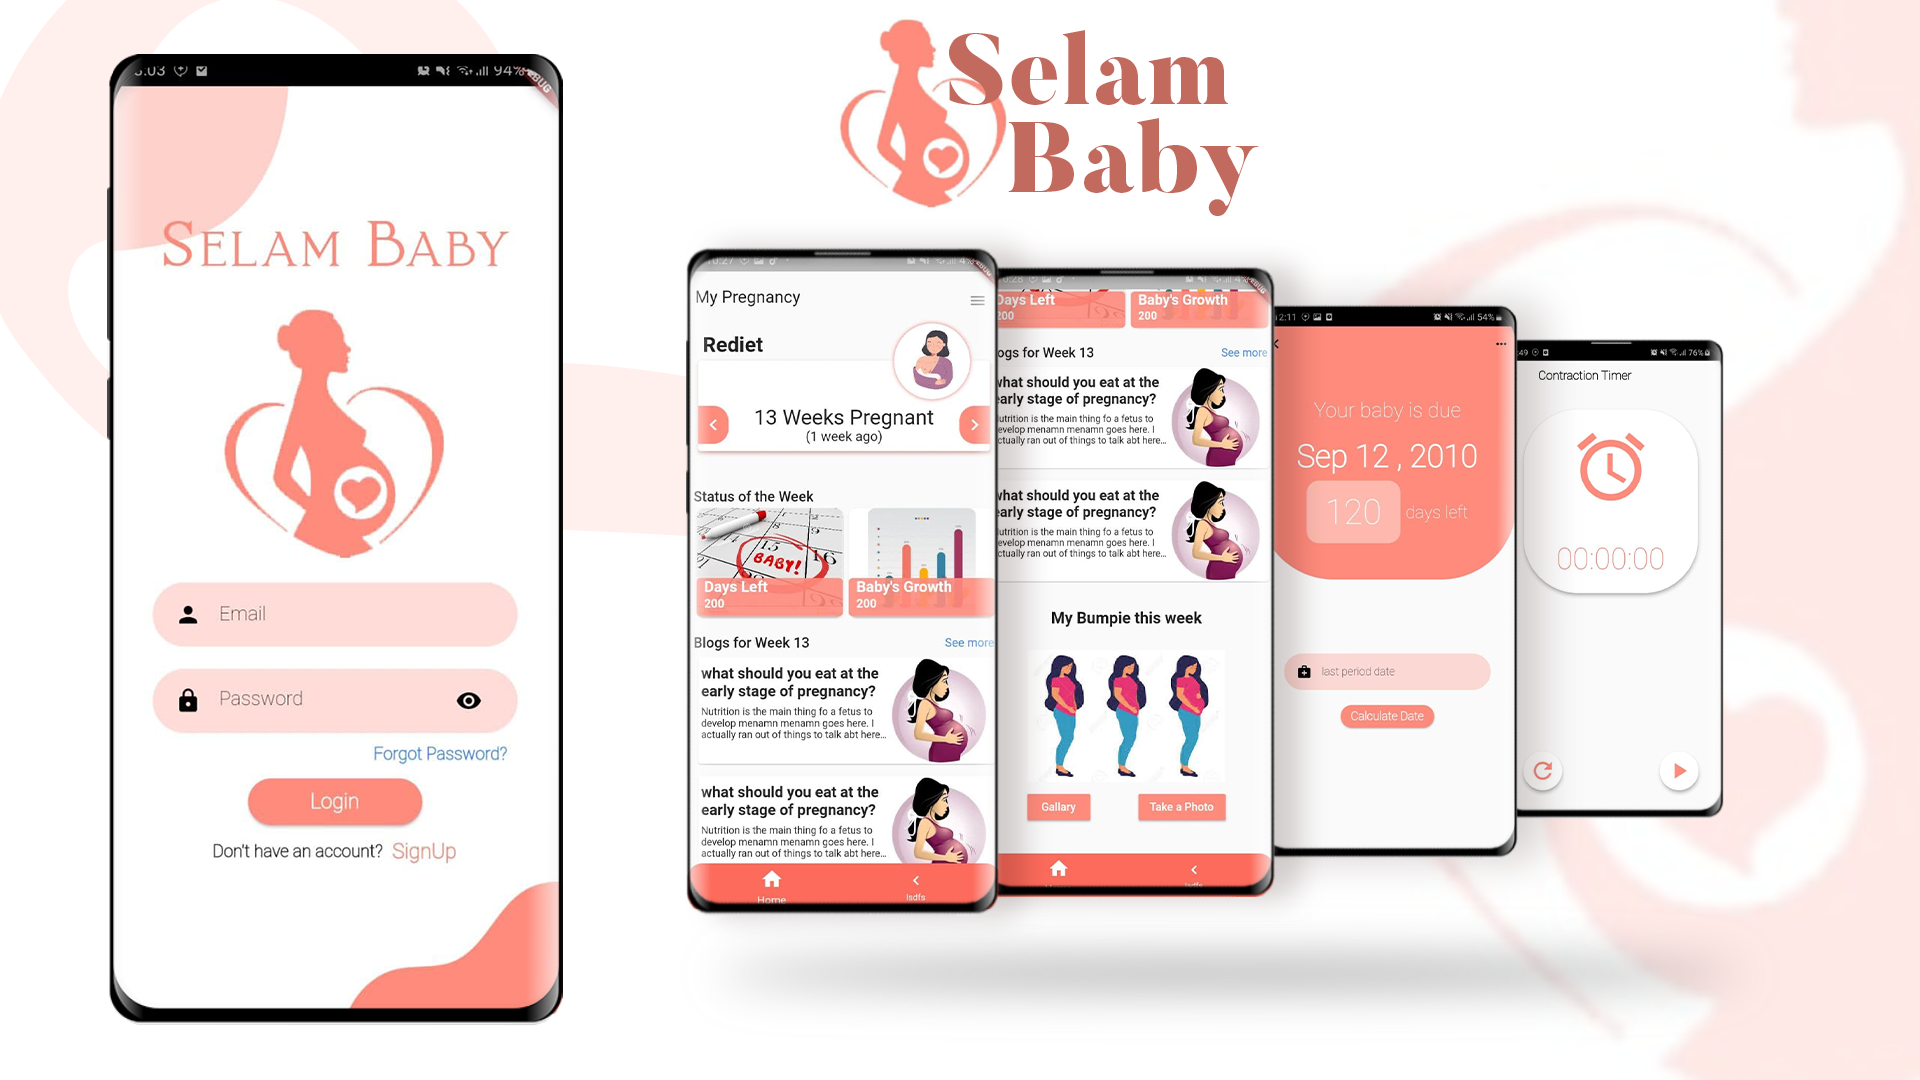 Selam
Baby
94%
SELAM BABY
Email
Password
Forgot Password?
Login
Don't have an account? SignUp
My Pregnancy
Rediet
13 Weeks Pregnant
(1 week ago)
Status of the Week
15
16
BABY!
Days Left
200
Baby's Growth
200
Blogs for Week 13
See more
what should you eat at the
early stage of pregnancy?
Nutrition is the main thing fo a fetus to
develop menamn menamn goes here. I
actually ran out of things to talk abt here...
what should you eat at the
early stage of pregnancy?
Nutrition is the main thing fo a fetus to
develop menamn menamn goes here. I
actually ran out of things to talk abt here...
Home
lsdfs
Days Left
200
Baby's Growth
200
ogs for Week 13
See more
what should you eat at the
early stage of pregnancy?
utrition is the main thing fo a fetus to
evelop menamn menamn goes here. I
ctually ran out of things to talk abt here...
what should you eat at the
early stage of pregnancy?
utrition is the main thing fo a fetus to
evelop menamn menamn goes here. I
ctually ran out of things to talk abt here...
My Bumpie this week
Gallary
Take a Photo
2:11
54%
Your baby is due
Sep 12 , 2010
120 days left
last period date
Calculate Date
:49
76%
Contraction Timer
00:00:00